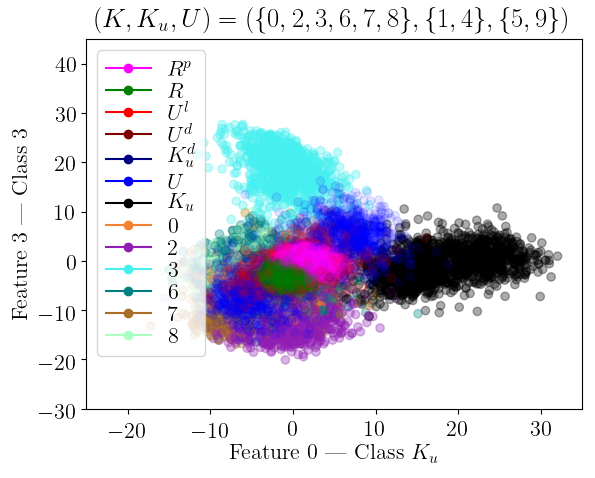 (K, K_u, U) = ({0, 2, 3, 6, 7, 8}, {1, 4}, {5, 9})
Feature 3 — Class 3
40
30
20
10
0
−10
−20
−30
R^p
R
U^l
U^d
K_u^d
U
K_u
0
2
3
6
7
8
−20
−10
0
10
20
30
Feature 0 — Class K_u